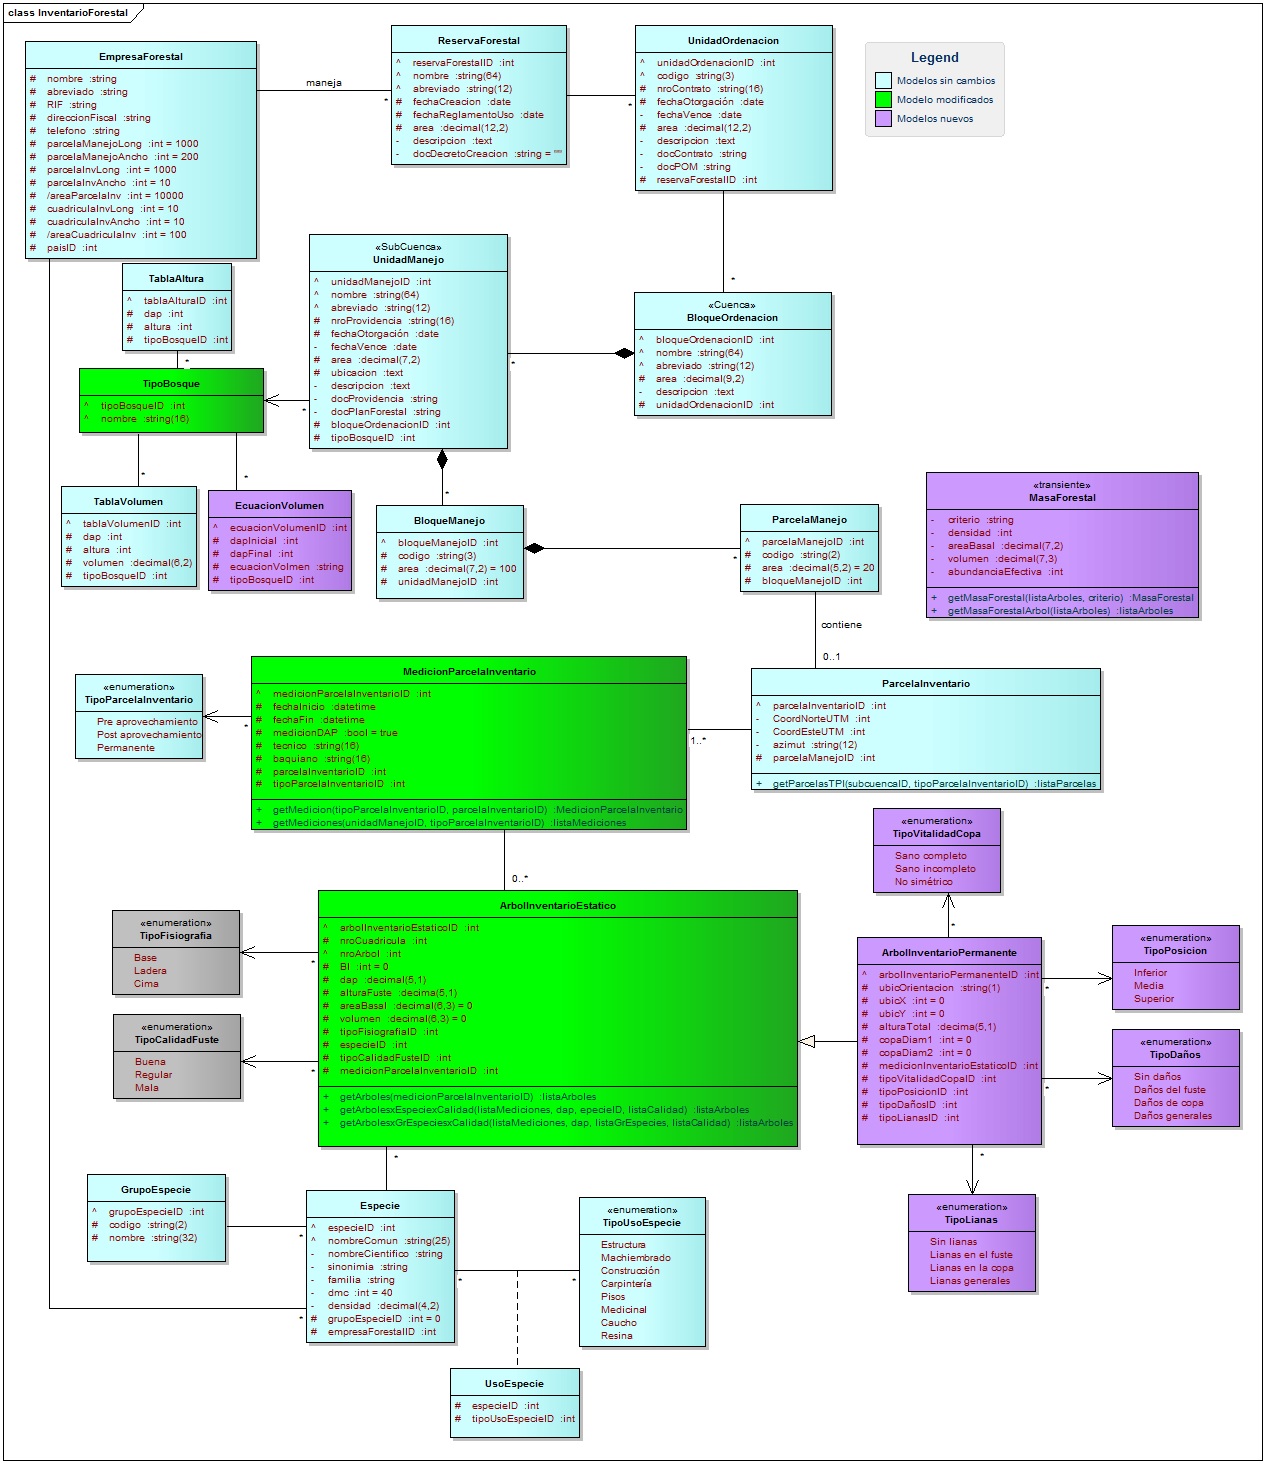 class InventarioForestal
EmpresaForestal
# nombre :string
# abreviado :string
# RIF :string
# direccionFiscal :string
# telefono :string
# parcelaManejoLong :int = 1000
# parcelaManejoAncho :int = 200
# parcelaInvLong :int = 1000
# parcelaInvAncho :int = 10
# /areaParcelaInv :int = 10000
# cuadriculaInvLong :int = 10
# cuadriculaInvAncho :int = 10
# /areaCuadriculaInv :int = 100
# paisID :int
maneja
*
ReservaForestal
^ reservaForestalID :int
^ nombre :string(64)
^ abreviado :string(12)
# fechaCreacion :date
# fechaReglamentoUso :date
# area :decimal(12,2)
- descripcion :text
- docDecretoCreacion :string = ""
*
UnidadOrdenacion
^ unidadOrdenacionID :int
^ codigo :string(3)
# nroContrato :string(16)
# fechaOtorgación :date
- fechaVence :date
# area :decimal(12,2)
- descripcion :text
- docContrato :string
- docPOM :string
# reservaForestalID :int
Legend
Modelos sin cambios
Modelo modificados
Modelos nuevos
*
TablaAltura
^ tablaAlturaID :int
# dap :int
# altura :int
# tipoBosqueID :int
*
«SubCuenca»
UnidadManejo
^ unidadManejoID :int
^ nombre :string(64)
^ abreviado :string(12)
# nroProvidencia :string(16)
# fechaOtorgación :date
- fechaVence :date
# area :decimal(7,2)
# ubicacion :text
- descripcion :text
- docProvidencia :string
- docPlanForestal :string
# bloqueOrdenacionID :int
# tipoBosqueID :int
*
«Cuenca»
BloqueOrdenacion
^ bloqueOrdenacionID :int
^ nombre :string(64)
^ abreviado :string(12)
# area :decimal(9,2)
- descripcion :text
# unidadOrdenacionID :int
TipoBosque
^ tipoBosqueID :int
^ nombre :string(16)
*
*
*
*
TablaVolumen
^ tablaVolumenID :int
# dap :int
# altura :int
# volumen :decimal(6,2)
# tipoBosqueID :int
EcuacionVolumen
^ ecuacionVolumenID :int
# dapInicial :int
# dapFinal :int
# ecuacionVolmen :string
# tipoBosqueID :int
BloqueManejo
^ bloqueManejoID :int
# codigo :string(3)
# area :decimal(7,2) = 100
# unidadManejoID :int
*
ParcelaManejo
^ parcelaManejoID :int
# codigo :string(2)
# area :decimal(5,2) = 20
# bloqueManejoID :int
«transiente»
MasaForestal
- criterio :string
- densidad :int
- areaBasal :decimal(7,2)
- volumen :decimal(7,3)
- abundanciaEfectiva :int
+ getMasaForestal(listaArboles, criterio) :MasaForestal
+ getMasaForestalArbol(listaArboles) :listaArboles
contiene
0..1
«enumeration»
TipoParcelaInventario
Pre aprovechamiento
Post aprovechamiento
Permanente
*
MedicionParcelaInventario
^ medicionParcelaInventarioID :int
# fechaInicio :datetime
# fechaFin :datetime
# medicionDAP :bool = true
# tecnico :string(16)
# baquiano :string(16)
# parcelaInventarioID :int
# tipoParcelaInventarioID :int
+ getMedicion(tipoParcelaInventarioID, parcelaInventarioID) :MedicionParcelaInventario
+ getMediciones(unidadManejoID, tipoParcelaInventarioID) :listaMediciones
1..*
ParcelaInventario
^ parcelaInventarioID :int
- CoordNorteUTM :int
- CoordEsteUTM :int
- azimut :string(12)
# parcelaManejoID :int
+ getParcelasTPI(subcuencaID, tipoParcelaInventarioID) :listaParcelas
0..*
«enumeration»
TipoVitalidadCopa
Sano completo
Sano incompleto
No simétrico
*
«enumeration»
TipoFisiografia
Base
Ladera
Cima
*
«enumeration»
TipoCalidadFuste
Buena
Regular
Mala
*
ArbolInventarioEstatico
^ arbolInventarioEstaticoID :int
# nroCuadricula :int
^ nroArbol :int
# BI :int = 0
# dap :decimal(5,1)
# alturaFuste :decima(5,1)
# areaBasal :decimal(6,3) = 0
# volumen :decimal(6,3) = 0
# tipoFisiografiaID :int
# especieID :int
# tipoCalidadFusteID :int
# medicionParcelaInventarioID :int
+ getArboles(medicionParcelaInventarioID) :listaArboles
+ getArbolesxEspeciexCalidad(listaMediciones, dap, epecieID, listaCalidad) :listaArboles
+ getArbolesxGrEspeciesxCalidad(listaMediciones, dap, listaGrEspecies, listaCalidad) :listaArboles
ArbolInventarioPermanente
^ arbolInventarioPermanenteID :int
# ubicOrientacion :string(1)
# ubicX :int = 0
# ubicY :int = 0
# alturaTotal :decima(5,1)
# copaDiam1 :int = 0
# copaDiam2 :int = 0
# medicionInventarioEstaticoID :int
# tipoVitalidadCopaID :int
# tipoPosicionID :int
# tipoDañosID :int
# tipoLianasID :int
*
«enumeration»
TipoPosicion
Inferior
Media
Superior
*
«enumeration»
TipoDaños
Sin daños
Daños del fuste
Daños de copa
Daños generales
*
*
GrupoEspecie
^ grupoEspecieID :int
# codigo :string(2)
# nombre :string(32)
*
*
Especie
^ especieID :int
^ nombreComun :string(25)
- nombreCientifico :string
- sinonimia :string
- familia :string
- dmc :int = 40
- densidad :decimal(4,2)
# grupoEspecieID :int = 0
# empresaForestalID :int
*
*
«enumeration»
TipoUsoEspecie
Estructura
Machiembrado
Construcción
Carpintería
Pisos
Medicinal
Caucho
Resina
«enumeration»
TipoLianas
Sin lianas
Lianas en el fuste
Lianas en la copa
Lianas generales
UsoEspecie
# especieID :int
# tipoUsoEspecieID :int